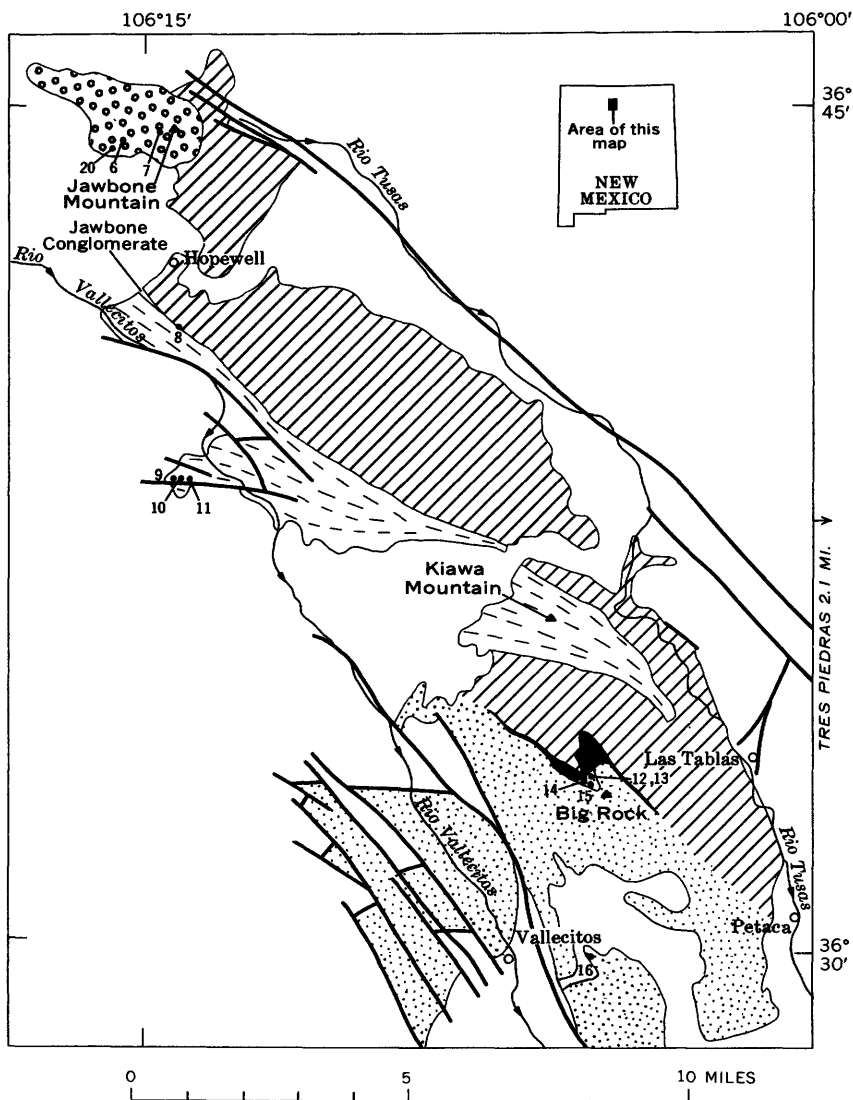 106°15'
106°00'
36°
45'
Area of this
map
NEW
MEXICO
Rio Tusas
20
6
7
Jawbone
Mountain
Jawbone
Conglomerate
Hopewell
Rio
Vallecitos
8
9
10
11
Kiawa
Mountain
TRES PIEDRAS 2.1 MI.
Las Tablas
12,13
14
15
Big Rock
Rio Vallecitos
Rio Tusas
Petaca
Vallecitos
16
36°
30'
0
5
10 MILES